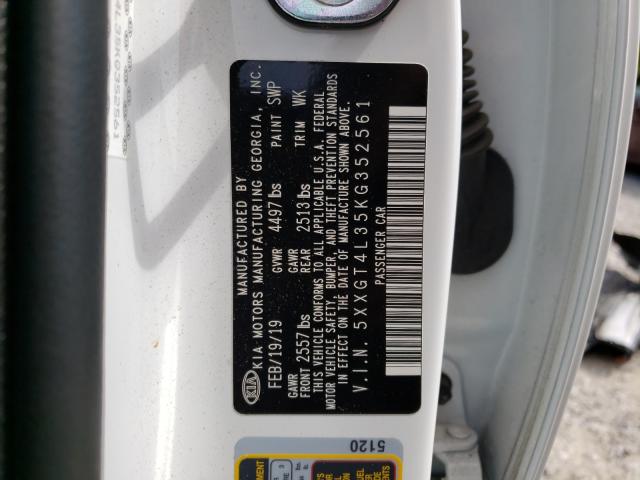 MANUFACTURED BY
KIA KIA MOTORS MANUFACTURING GEORGIA, INC.
FEB/19/19 GVWR 4497 lbs PAINT SWP
GAWR FRONT 2557 lbs GAWR REAR 2513 lbs TRIM WK
THIS VEHICLE CONFORMS TO ALL APPLICABLE U.S.A. FEDERAL
MOTOR VEHICLE SAFETY, BUMPER, AND THEFT PREVENTION STANDARDS
IN EFFECT ON THE DATE OF MANUFACTURE SHOWN ABOVE.
V.I.N. 5XXGT4L35KG352561
PASSENGER CAR
5120